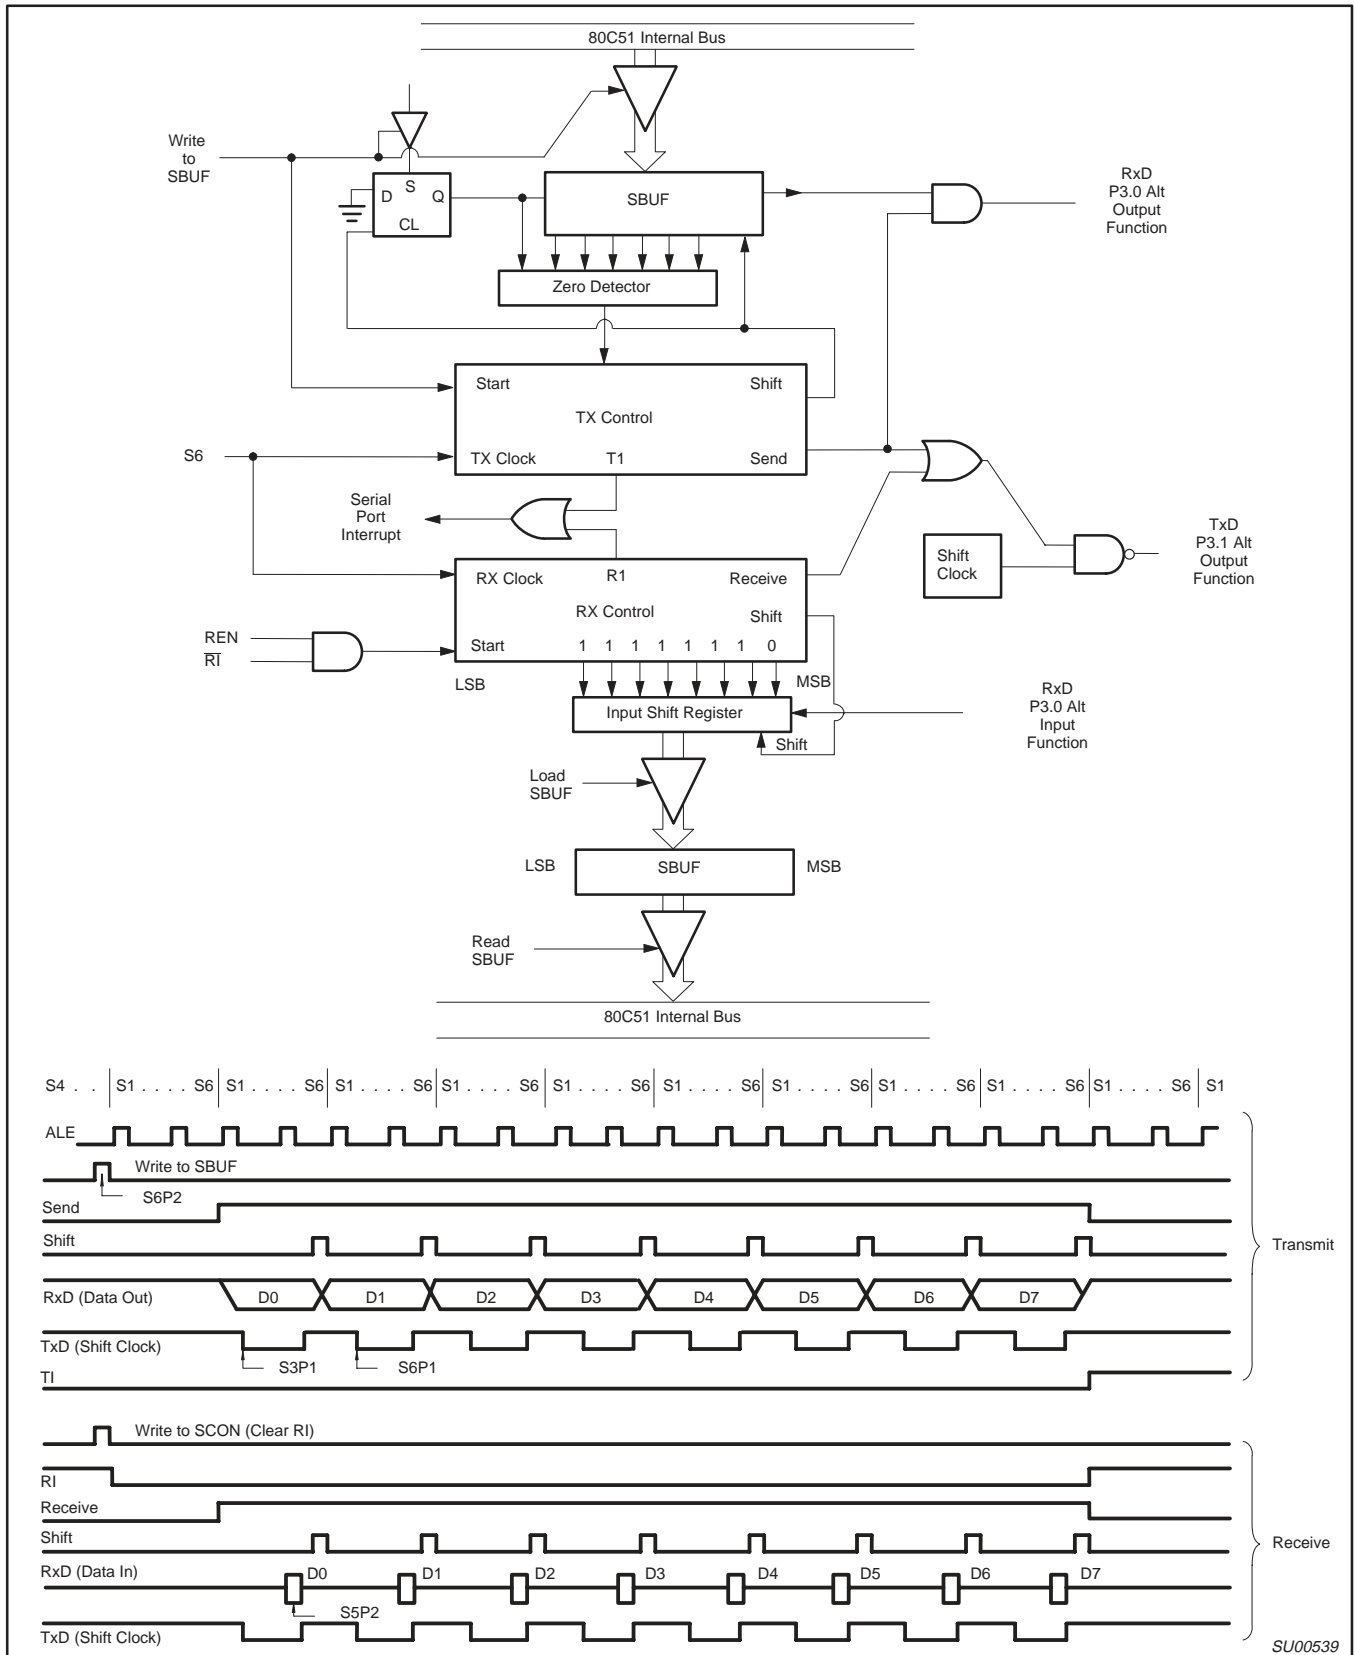 80C51 Internal Bus
Write
to
SBUF
D S Q
CL
SBUF
RxD
P3.0 Alt
Output
Function
Zero Detector
Start Shift
TX Control
TX Clock T1 Send
S6
Serial
Port
Interrupt
Shift
Clock
TxD
P3.1 Alt
Output
Function
RX Clock R1 Receive
RX Control
Shift
Start 1 1 1 1 1 1 1 0
REN
R̅I̅
LSB MSB
Input Shift Register
Shift
RxD
P3.0 Alt
Input
Function
Load
SBUF
LSB SBUF MSB
Read
SBUF
80C51 Internal Bus
S4 . . S1 . . . . S6 S1 . . . . S6 S1 . . . . S6 S1 . . . . S6 S1 . . . . S6 S1 . . . . S6 S1 . . . . S6 S1 . . . . S6 S1 . . . . S6 S1 . . . . S6 S1
ALE
Write to SBUF
S6P2
Send
Shift
Transmit
RxD (Data Out) D0 D1 D2 D3 D4 D5 D6 D7
TxD (Shift Clock)
S3P1 S6P1
TI
Write to SCON (Clear RI)
RI
Receive
Shift
Receive
RxD (Data In) D0 D1 D2 D3 D4 D5 D6 D7
S5P2
TxD (Shift Clock)
SU00539